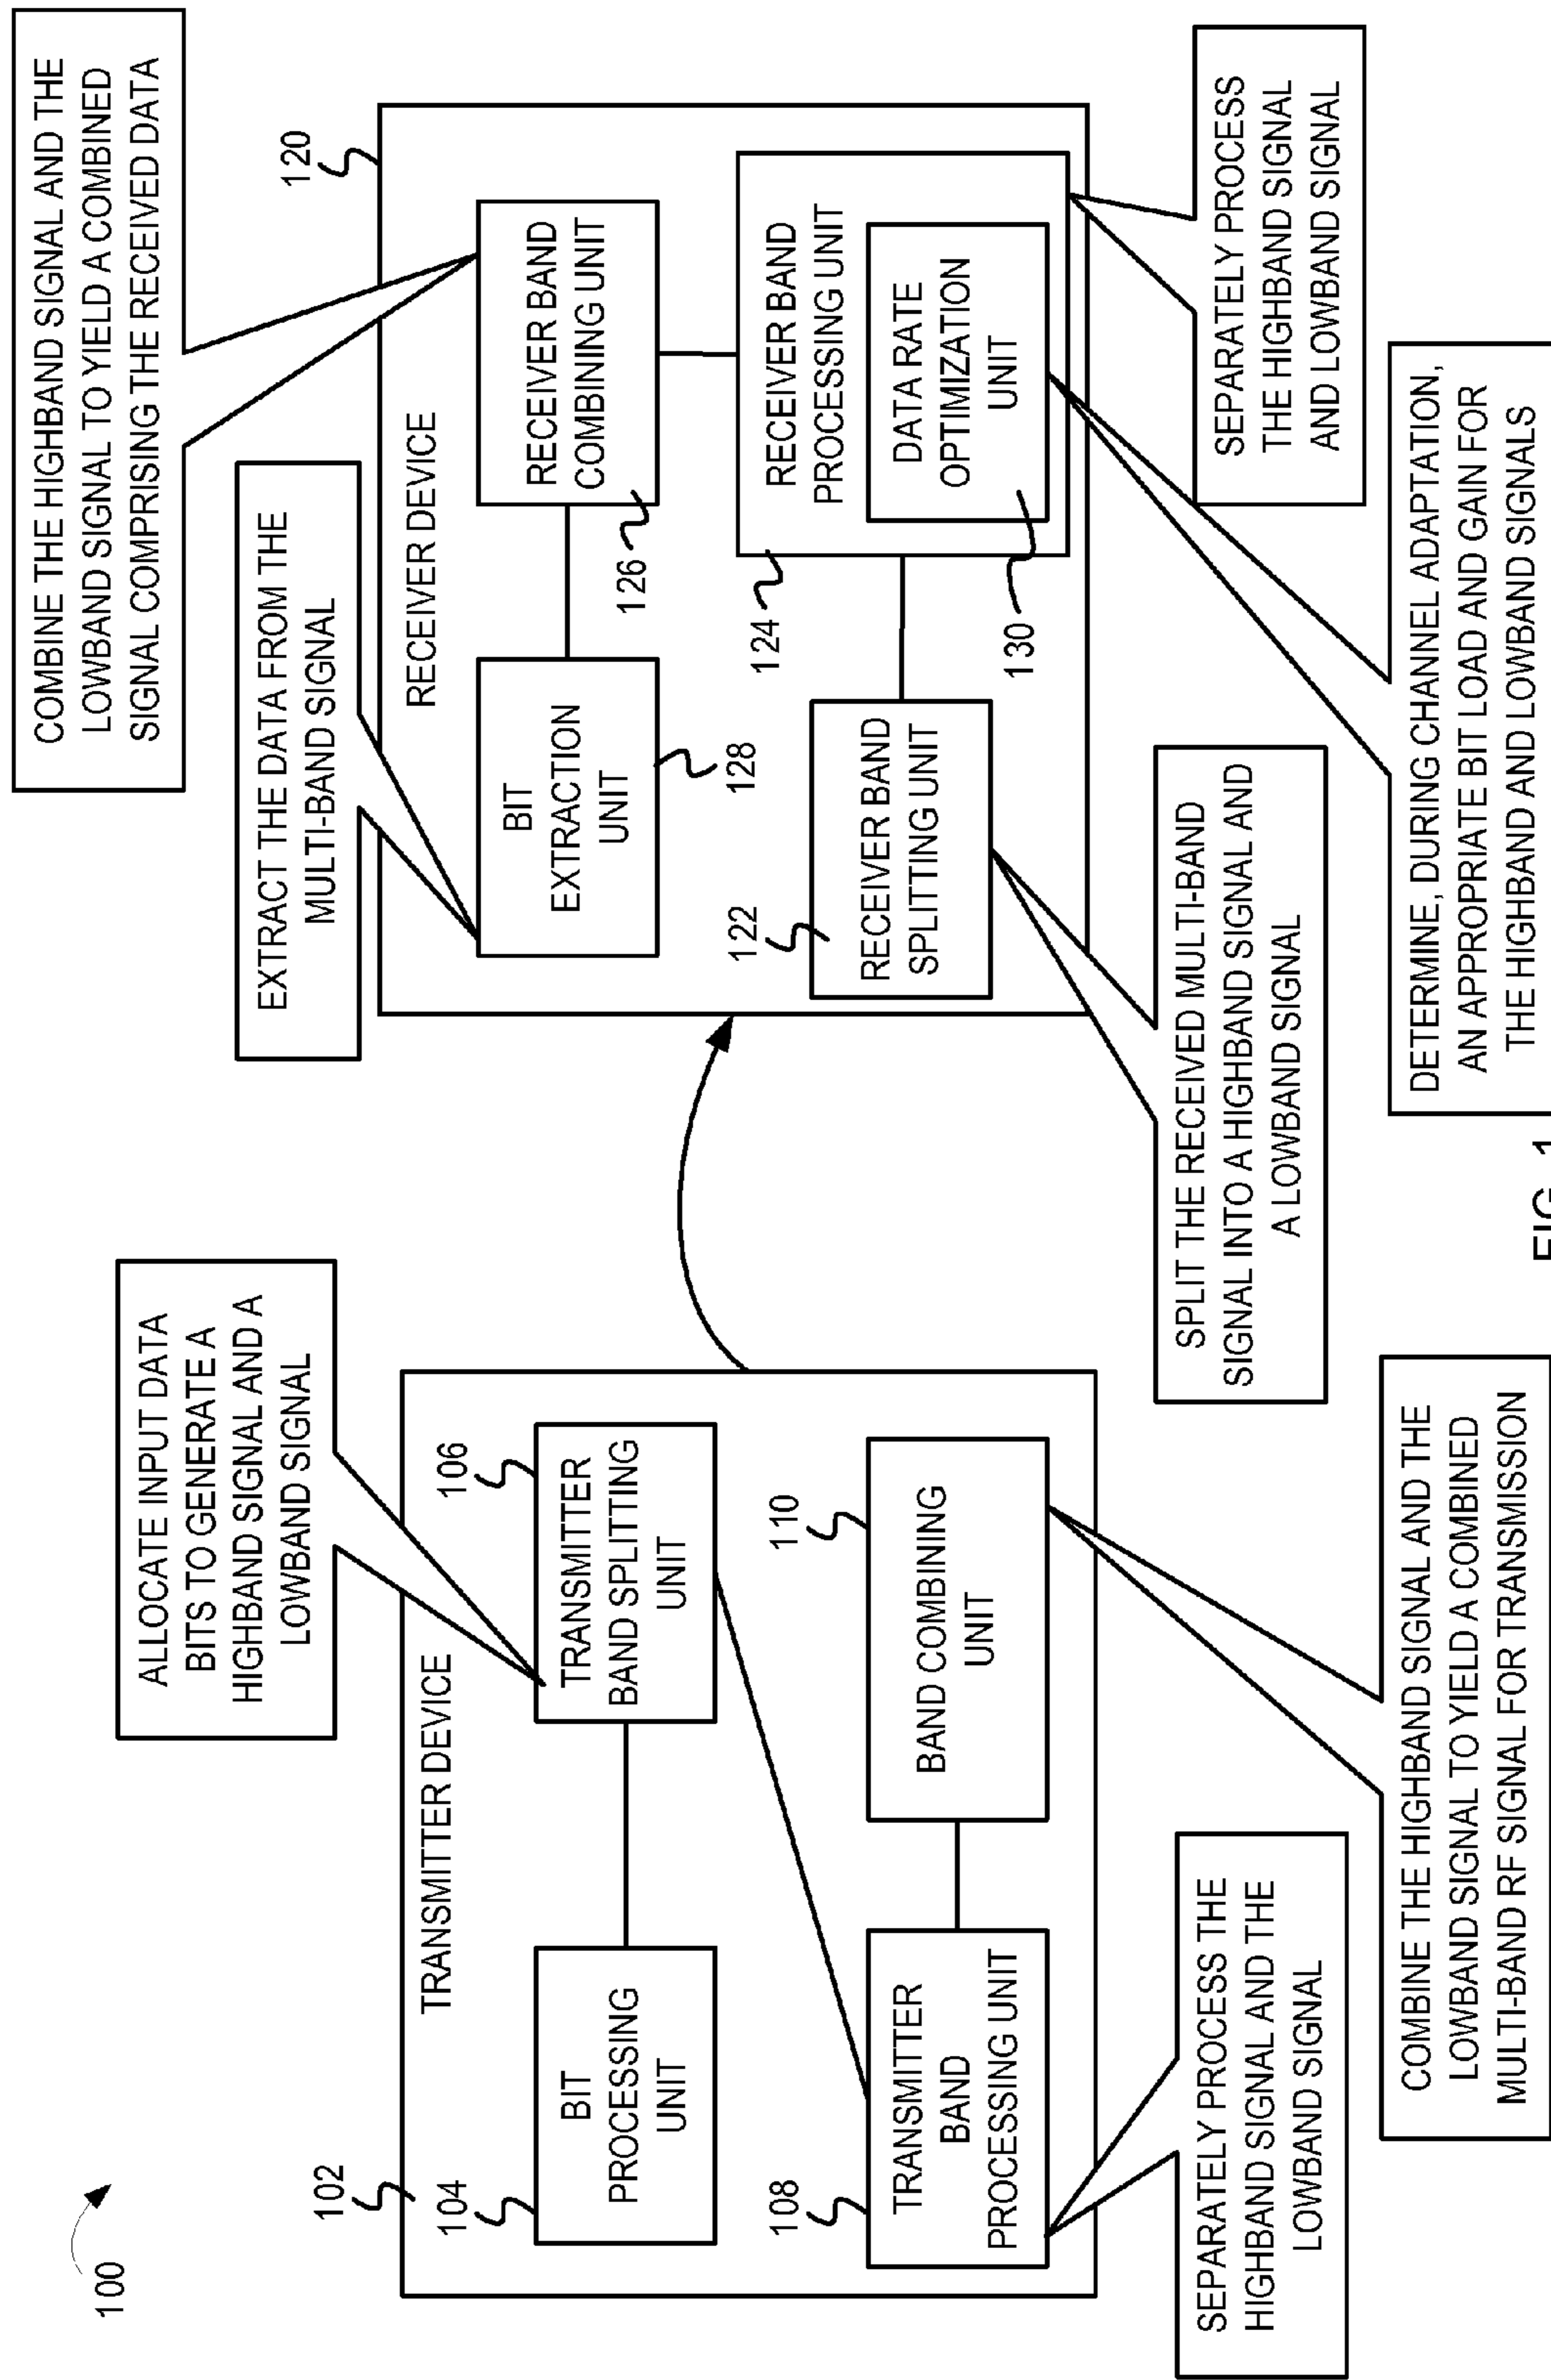 100
ALLOCATE INPUT DATA
BITS TO GENERATE A
HIGHBAND SIGNAL AND A
LOWBAND SIGNAL
102
TRANSMITTER DEVICE
104
BIT
PROCESSING
UNIT
106
TRANSMITTER
BAND SPLITTING
UNIT
108
TRANSMITTER
BAND
PROCESSING UNIT
110
BAND COMBINING
UNIT
SEPARATELY PROCESS THE
HIGHBAND SIGNAL AND THE
LOWBAND SIGNAL
COMBINE THE HIGHBAND SIGNAL AND THE
LOWBAND SIGNAL TO YIELD A COMBINED
MULTI-BAND RF SIGNAL FOR TRANSMISSION
COMBINE THE HIGHBAND SIGNAL AND THE
LOWBAND SIGNAL TO YIELD A COMBINED
SIGNAL COMPRISING THE RECEIVED DATA
EXTRACT THE DATA FROM THE
MULTI-BAND SIGNAL
120
RECEIVER DEVICE
BIT
EXTRACTION
UNIT
128
RECEIVER BAND
COMBINING UNIT
126
122
RECEIVER BAND
SPLITTING UNIT
124
RECEIVER BAND
PROCESSING UNIT
DATA RATE
OPTIMIZATION
UNIT
130
SPLIT THE RECEIVED MULTI-BAND
SIGNAL INTO A HIGHBAND SIGNAL AND
A LOWBAND SIGNAL
SEPARATELY PROCESS
THE HIGHBAND SIGNAL
AND LOWBAND SIGNAL
DETERMINE, DURING CHANNEL ADAPTATION,
AN APPROPRIATE BIT LOAD AND GAIN FOR
THE HIGHBAND AND LOWBAND SIGNALS
FIG. 1